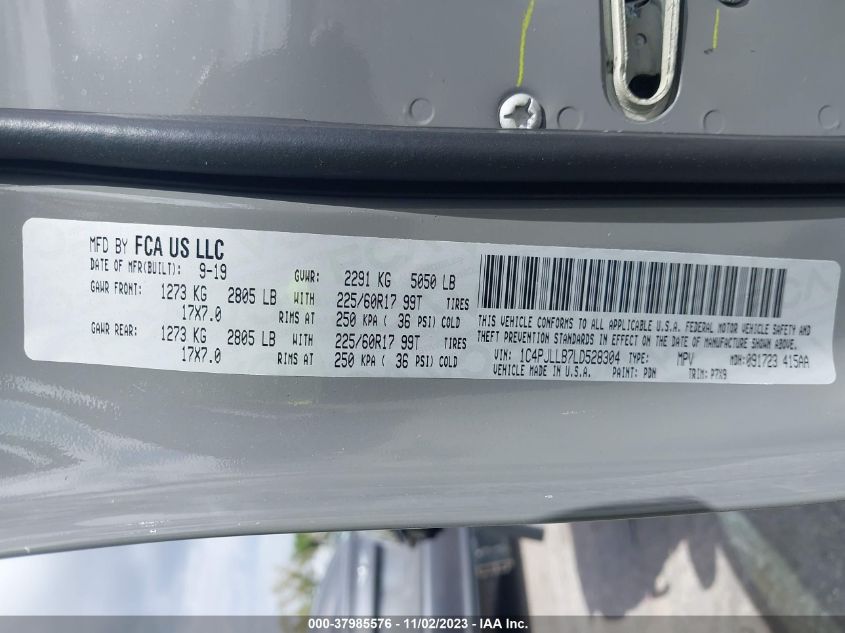 MFD BY FCA US LLC
DATE OF MFR(BUILT): 9-19 GVWR: 2291 KG 5050 LB
GAWR FRONT: 1273 KG 2805 LB WITH 225/60R17 99T TIRES
17X7.0 RIMS AT 250 KPA ( 36 PSI) COLD
GAWR REAR: 1273 KG 2805 LB WITH 225/60R17 99T TIRES
17X7.0 RIMS AT 250 KPA ( 36 PSI) COLD
THIS VEHICLE CONFORMS TO ALL APPLICABLE U.S.A. FEDERAL MOTOR VEHICLE SAFETY AND
THEFT PREVENTION STANDARDS IN EFFECT ON THE DATE OF MANUFACTURE SHOWN ABOVE.
VIN: 1C4PJLLB7LD528304 TYPE: MPV MDH: 091723 415AA
VEHICLE MADE IN U.S.A. PAINT: PDN TRIM: P7X9
000-37985576 - 11/02/2023 - IAA Inc.